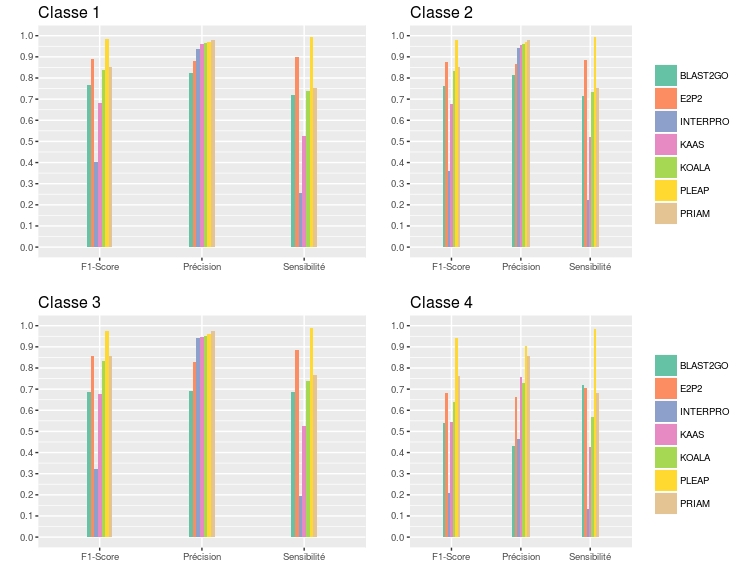 Classe 1
1.0
0.9
0.8
0.7
0.6
0.5
0.4
0.3
0.2
0.1
0.0
F1-Score Précision Sensibilité
Classe 2
1.0
0.9
0.8
0.7
0.6
0.5
0.4
0.3
0.2
0.1
0.0
F1-Score Précision Sensibilité
BLAST2GO
E2P2
INTERPRO
KAAS
KOALA
PLEAP
PRIAM
Classe 3
1.0
0.9
0.8
0.7
0.6
0.5
0.4
0.3
0.2
0.1
0.0
F1-Score Précision Sensibilité
Classe 4
1.0
0.9
0.8
0.7
0.6
0.5
0.4
0.3
0.2
0.1
0.0
F1-Score Précision Sensibilité
BLAST2GO
E2P2
INTERPRO
KAAS
KOALA
PLEAP
PRIAM